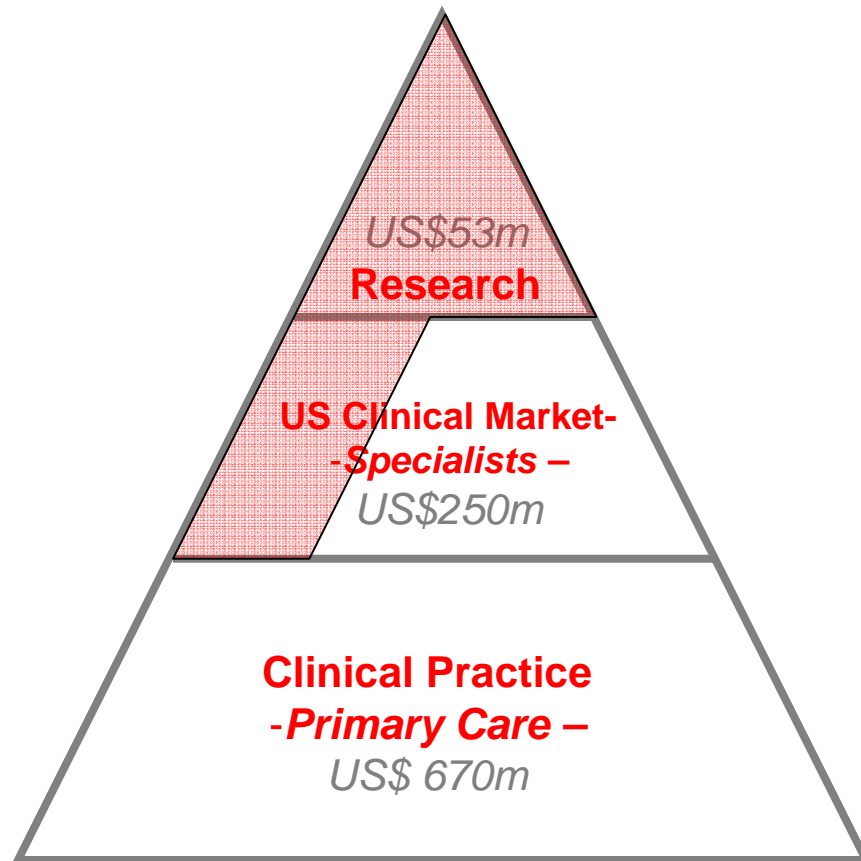 US$53m
Research
US Clinical Market-
-Specialists –
US$250m
Clinical Practice
-Primary Care –
US$ 670m